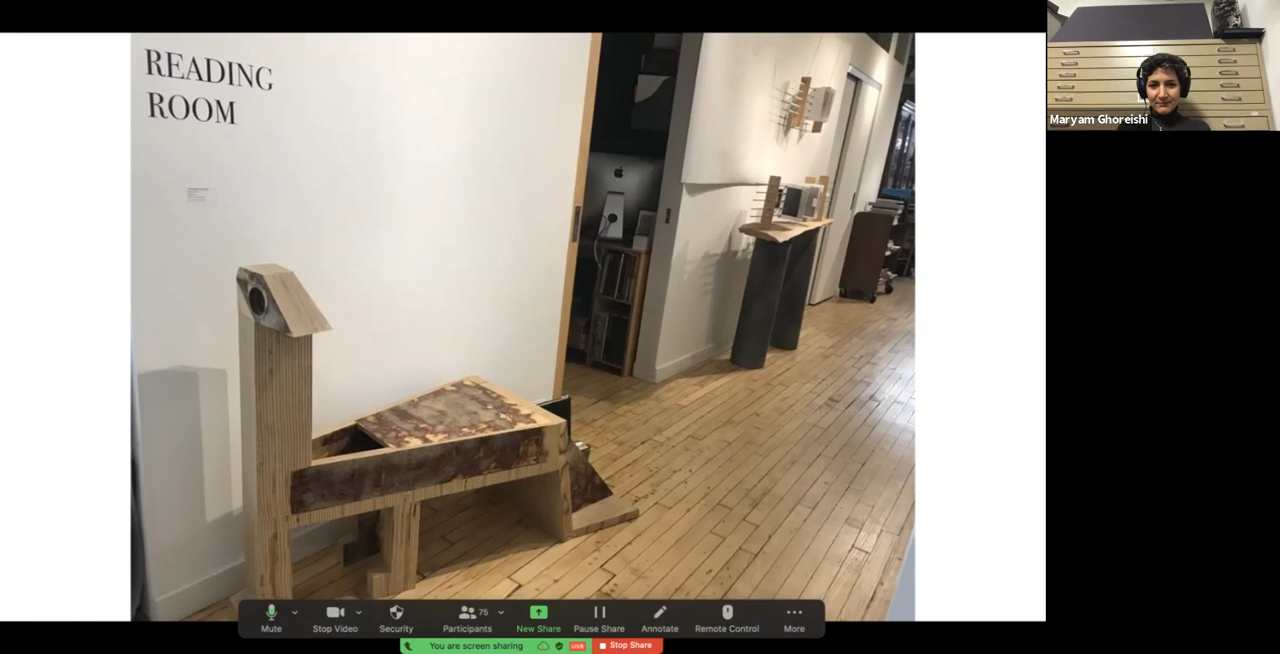 READING
ROOM
Maryam Ghoreishi
Mute
Stop Video
Security
Participants
75
New Share
Pause Share
Annotate
Remote Control
More
You are screen sharing
LIVE
Stop Share